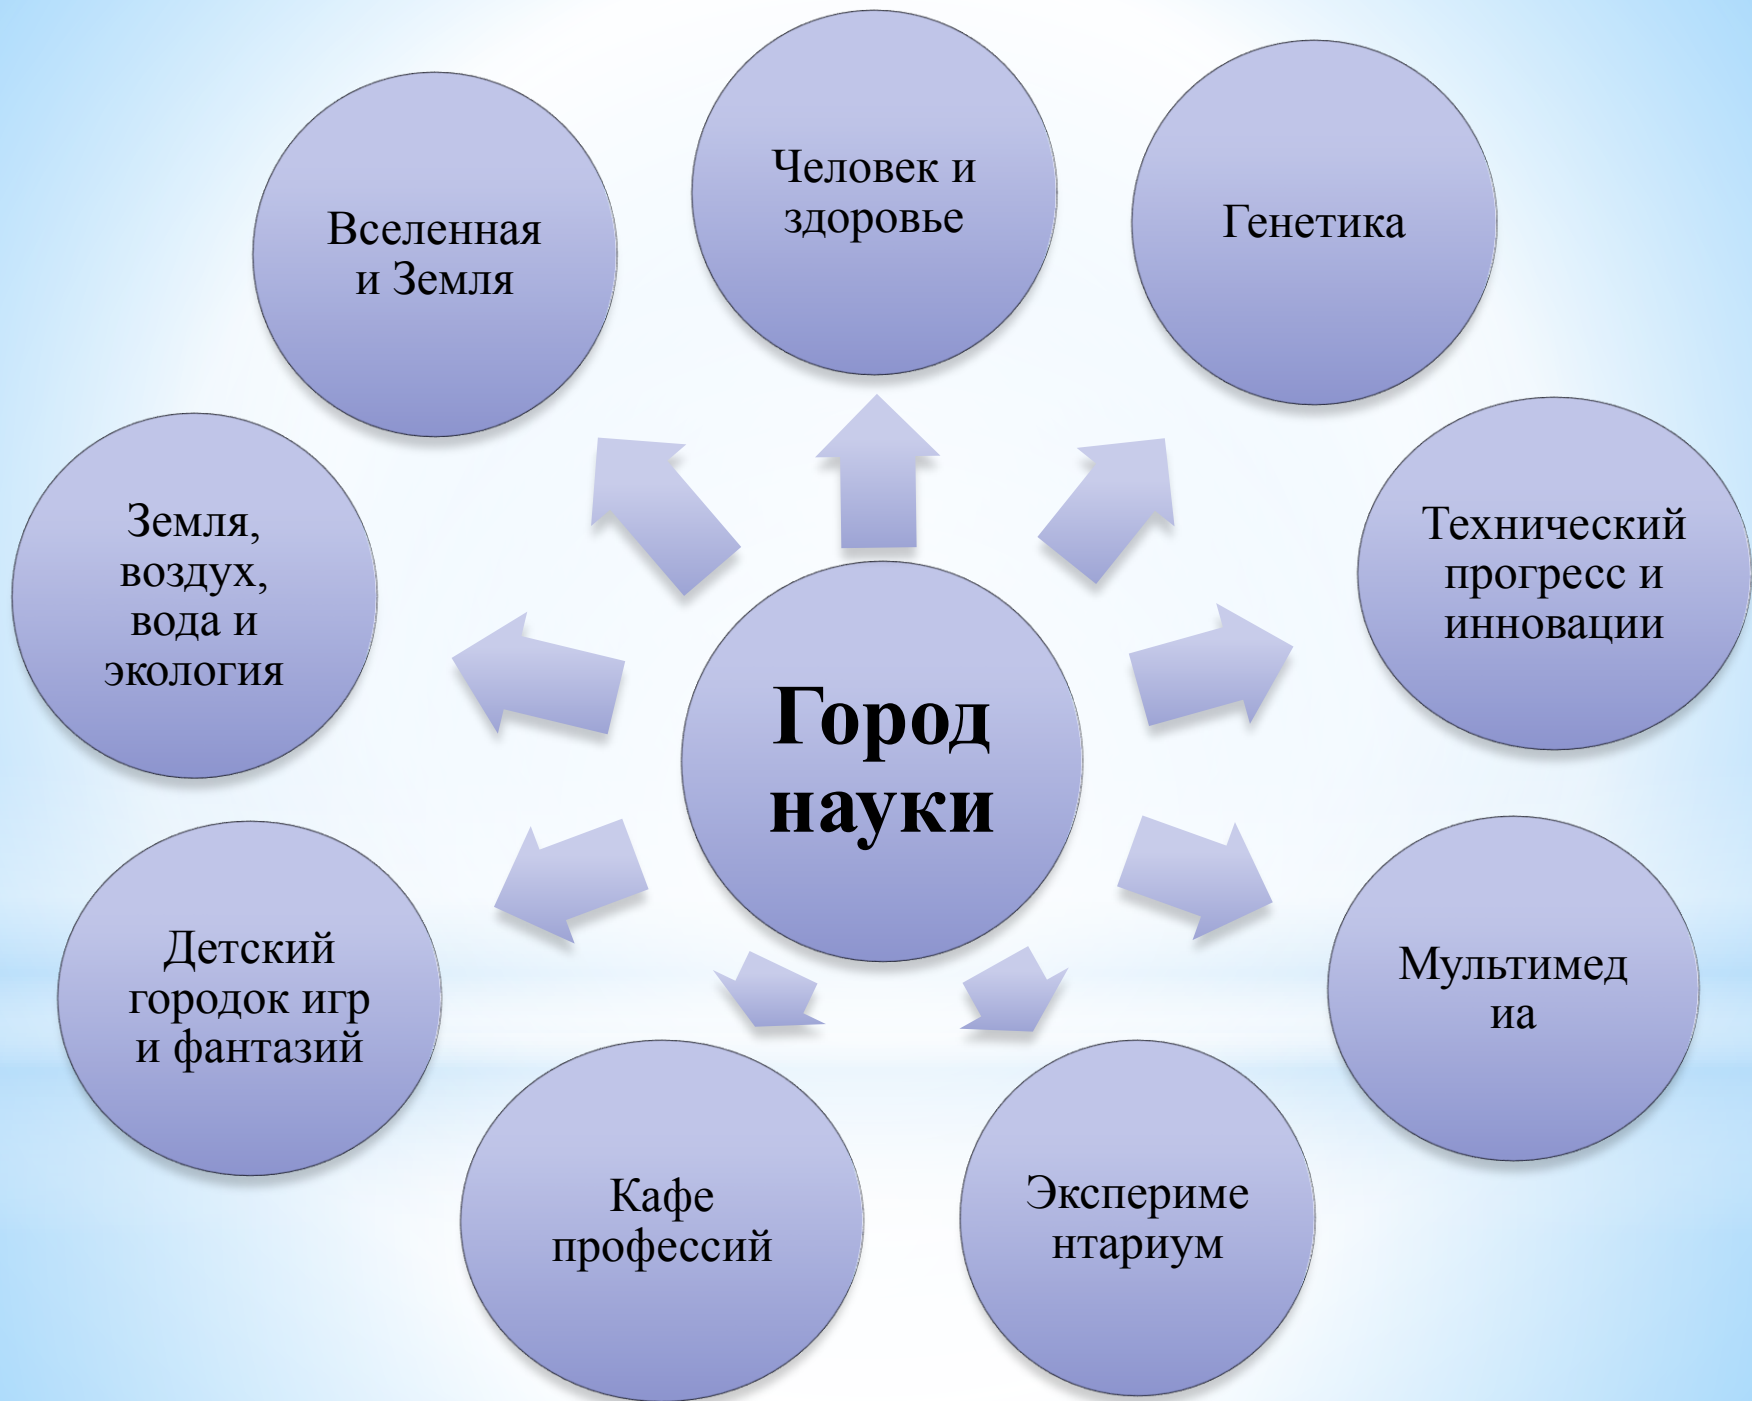 Человек и
здоровье
Генетика
Технический
прогресс и
инновации
Мультимед
иа
Экспериме
нтариум
Кафе
профессий
Детский
городок игр
и фантазий
Земля,
воздух,
вода и
экология
Вселенная
и Земля
Город
науки